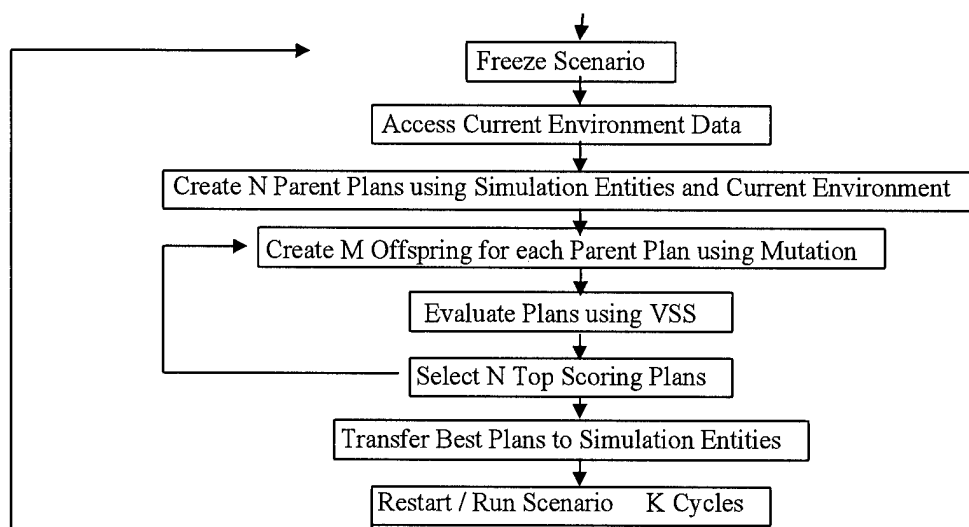 Freeze Scenario
Access Current Environment Data
Create N Parent Plans using Simulation Entities and Current Environment
Create M Offspring for each Parent Plan using Mutation
Evaluate Plans using VSS
Select N Top Scoring Plans
Transfer Best Plans to Simulation Entities
Restart / Run Scenario K Cycles